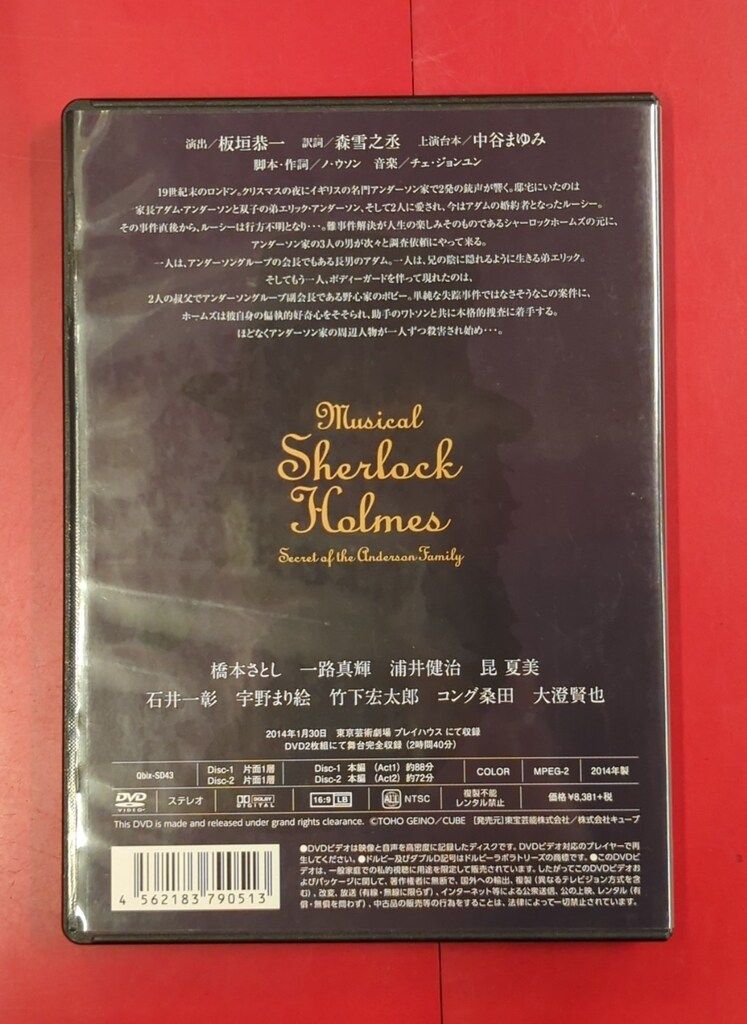 演出／板垣恭一　訳詞／森雪之丞　上演台本／中谷まゆみ
脚本・作詞／ノ・ウソン　音楽／チェ・ジョンユン
19世紀末のロンドン。クリスマスの夜にイギリスの名門アンダーソン家で2発の銃声が響く。邸宅にいたのは
家長アダム・アンダーソンと双子の弟エリック・アンダーソン、そして2人に愛され、今はアダムの婚約者となったルーシー。
その事件直後から、ルーシーは行方不明となり・・・。難事件解決が人生の楽しみそのものであるシャーロックホームズの元に、
アンダーソン家の3人の男が次々と調査依頼にやって来る。
一人は、アンダーソングループの会長でもある長男のアダム。一人は、兄の陰に隠れるように生きる弟エリック。
そしてもう一人、ボディーガードを伴って現れたのは、
2人の叔父でアンダーソングループ副会長である野心家のボビー。単純な失踪事件ではなさそうなこの案件に、
ホームズは彼自身の偏執的好奇心をそそられ、助手のワトソンと共に本格的捜査に着手する。
ほどなくアンダーソン家の周辺人物が一人ずつ殺害され始め・・・。
Musical
Sherlock
Holmes
Secret of the Anderson Family
橋本さとし　一路真輝　浦井健治　昆 夏美
石井一彰　宇野まり絵　竹下宏太郎　コング桑田　大澄賢也
2014年1月30日　東京芸術劇場 プレイハウス にて収録
DVD2枚組にて舞台完全収録（2時間40分）
Qbix-SD43　Disc-1 片面1層　Disc-1 本編（Act1）約88分　COLOR　MPEG-2　2014年製
Disc-2 片面1層　Disc-2 本編（Act2）約72分
DVD VIDEO　ステレオ　DOLBY DIGITAL　16:9 LB　ALL NTSC　複製不能 レンタル禁止　価格¥8,381+税
This DVD is made and released under grand rights clearance. ©TOHO GEINO／CUBE ［発売元］東宝芸能株式会社／株式会社キューブ
●DVDビデオは映像と音声を高密度に記録したディスクです。DVDビデオ対応のプレイヤーで再
生してください。●ドルビー及びダブルD記号はドルビーラボラトリーズの商標です。●このDVDビデ
オは、一般家庭での私的視聴に用途を限定して販売されています。したがってこのDVDビデオお
よびパッケージに関して、著作権者に無断で、国外への輸出、複製（異なるテレビジョン方式を含
む）、改変、放送（有線・無線に限らず）、インターネット等による公衆送信、公の上映、レンタル（有
償・無償を問わず）、中古品の販売等の行為をすることは、法律によって一切禁止されています。
4 562183 790513